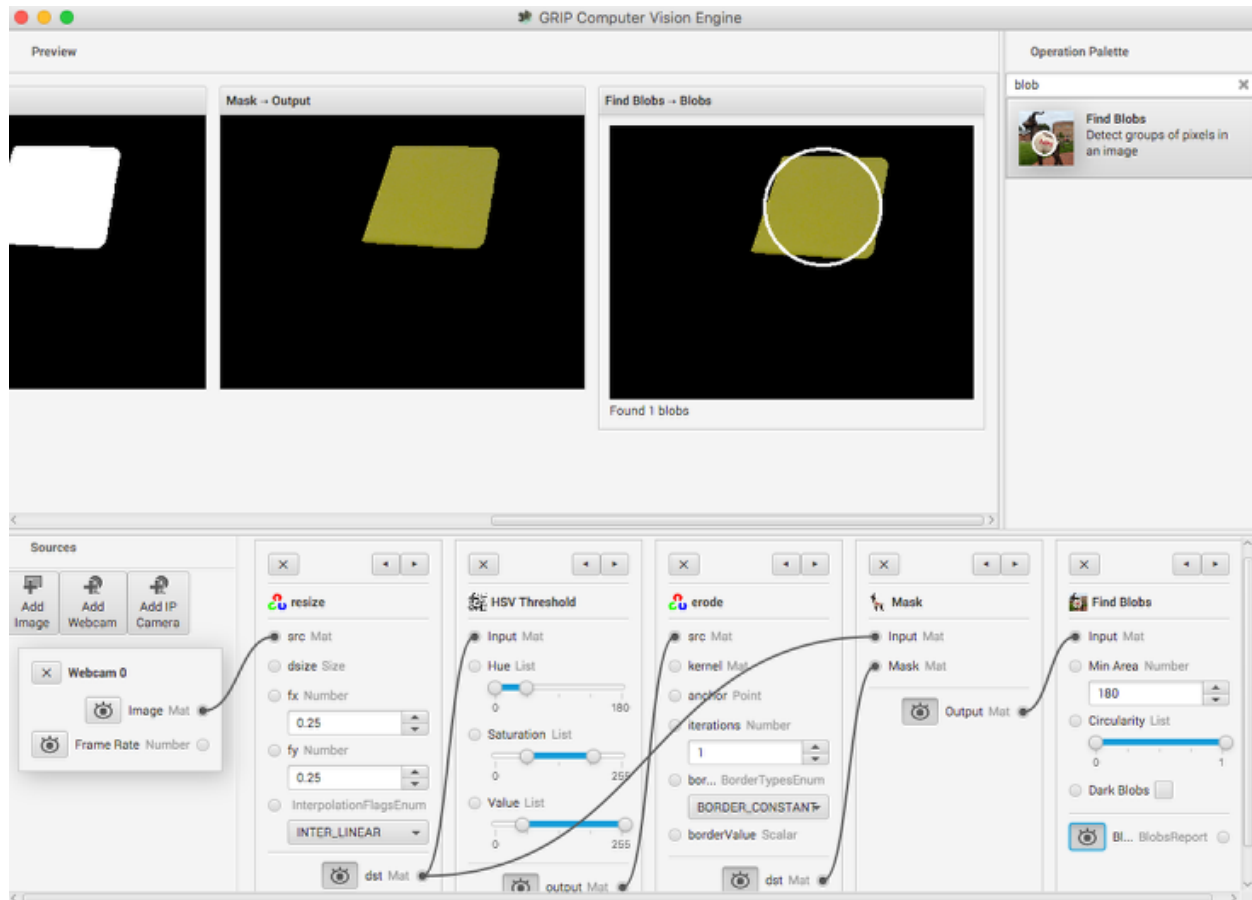 GRIP Computer Vision Engine
Preview
Operation Palette
blob
Find Blobs
Detect groups of pixels in
an image
Mask → Output
Find Blobs → Blobs
Found 1 blobs
Sources
Add
Image
Add
Webcam
Add IP
Camera
Webcam 0
Image Mat
Frame Rate Number
resize
src Mat
dsize Size
fx Number
0.25
fy Number
0.25
InterpolationFlagsEnum
INTER_LINEAR
dst Mat
HSV Threshold
Input Mat
Hue List
0 180
Saturation List
0 255
Value List
0 255
output Mat
erode
src Mat
kernel Mat
anchor Point
iterations Number
1
bor... BorderTypesEnum
BORDER_CONSTANT
borderValue Scalar
dst Mat
Mask
Input Mat
Mask Mat
Output Mat
Find Blobs
Input Mat
Min Area Number
180
Circularity List
0 1
Dark Blobs
Bl... BlobsReport